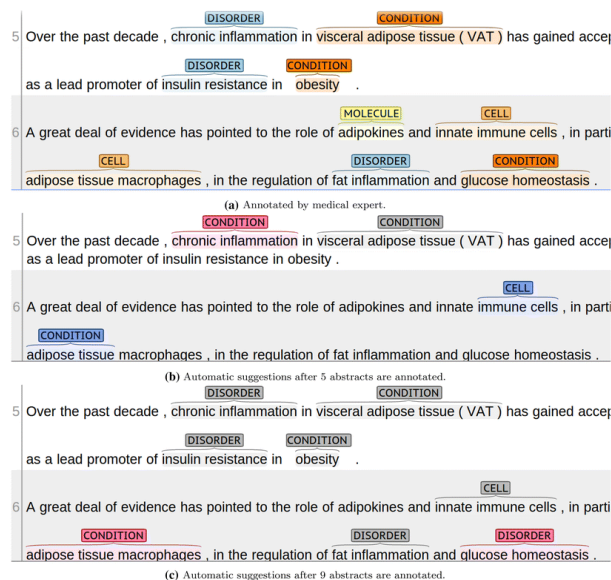 DISORDER CONDITION
5 Over the past decade , chronic inflammation in visceral adipose tissue ( VAT ) has gained accep
DISORDER CONDITION
as a lead promoter of insulin resistance in obesity .
MOLECULE CELL
6 A great deal of evidence has pointed to the role of adipokines and innate immune cells , in parti
CELL DISORDER CONDITION
adipose tissue macrophages , in the regulation of fat inflammation and glucose homeostasis .
(a) Annotated by medical expert.
CONDITION CONDITION
5 Over the past decade , chronic inflammation in visceral adipose tissue ( VAT ) has gained accep
as a lead promoter of insulin resistance in obesity .
CELL
6 A great deal of evidence has pointed to the role of adipokines and innate immune cells , in parti
CONDITION
adipose tissue macrophages , in the regulation of fat inflammation and glucose homeostasis .
(b) Automatic suggestions after 5 abstracts are annotated.
DISORDER CONDITION
5 Over the past decade , chronic inflammation in visceral adipose tissue ( VAT ) has gained accep
DISORDER CONDITION
as a lead promoter of insulin resistance in obesity .
CELL
6 A great deal of evidence has pointed to the role of adipokines and innate immune cells , in parti
CONDITION DISORDER DISORDER
adipose tissue macrophages , in the regulation of fat inflammation and glucose homeostasis .
(c) Automatic suggestions after 9 abstracts are annotated.